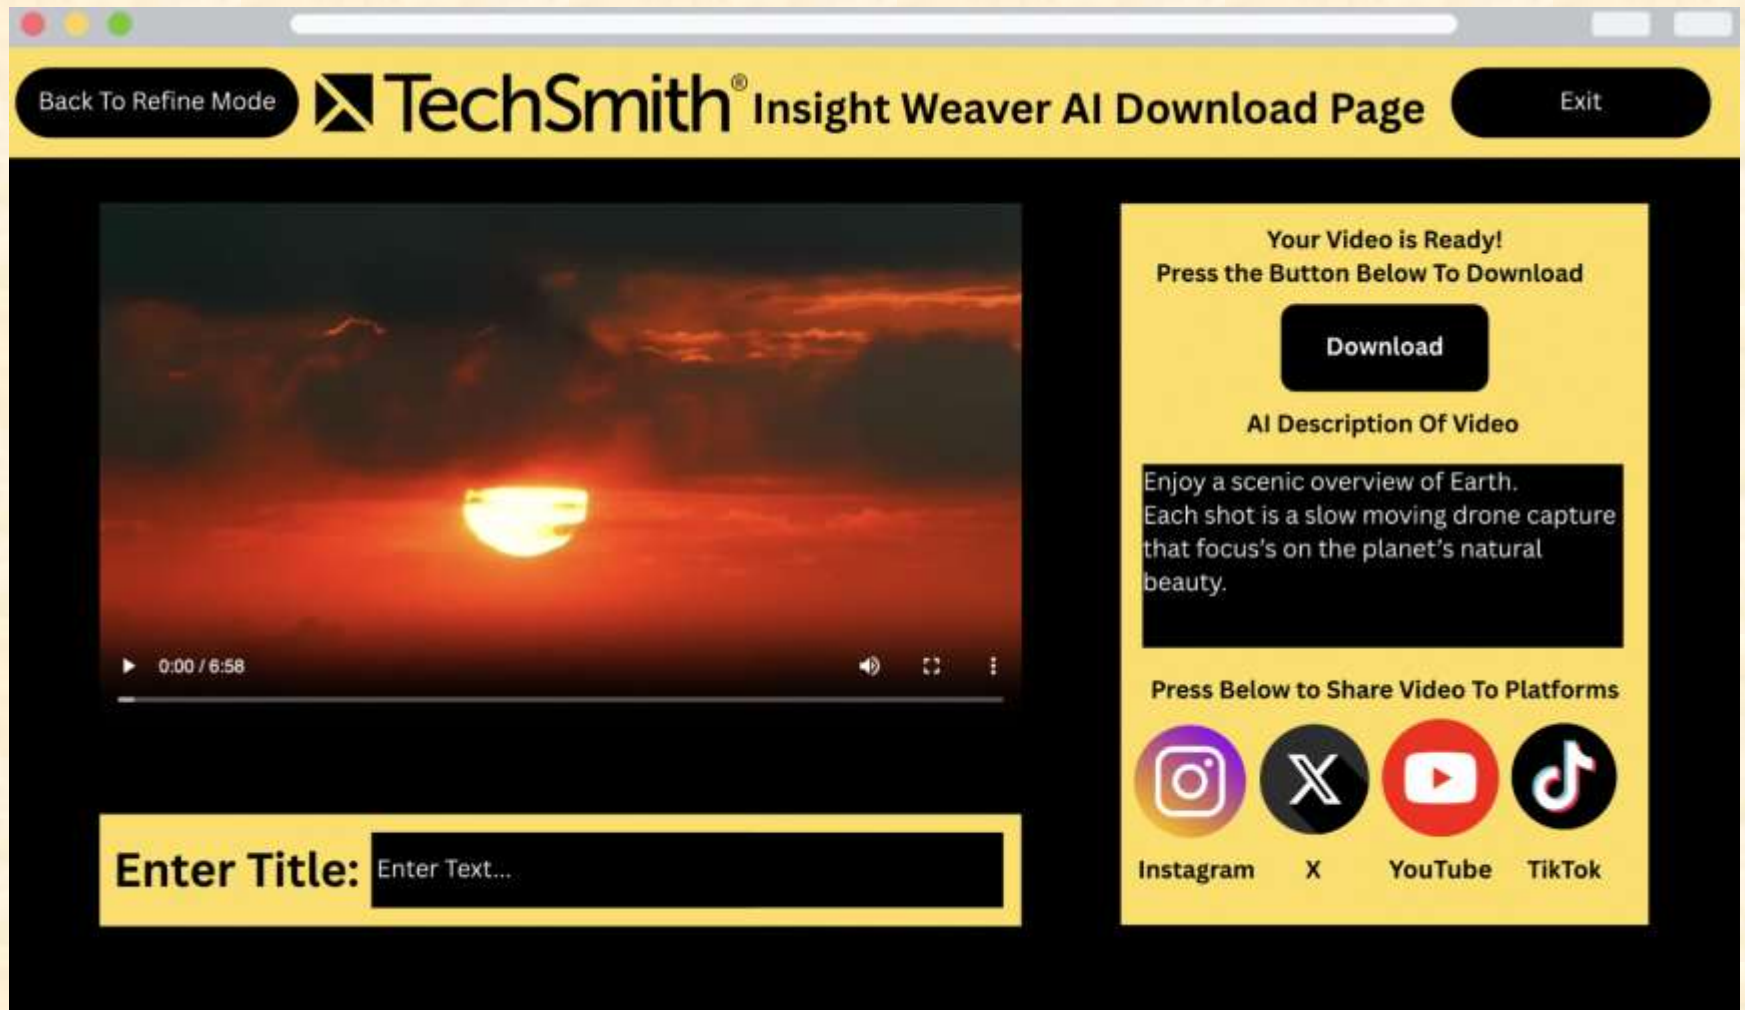 Back To Refine Mode
TechSmith® Insight Weaver AI Download Page
Exit
0:00 / 6:58
Enter Title:
Enter Text...
Your Video is Ready!
Press the Button Below To Download
Download
AI Description Of Video
Enjoy a scenic overview of Earth.
Each shot is a slow moving drone capture
that focus's on the planet's natural
beauty.
Press Below to Share Video To Platforms
Instagram
X
YouTube
TikTok